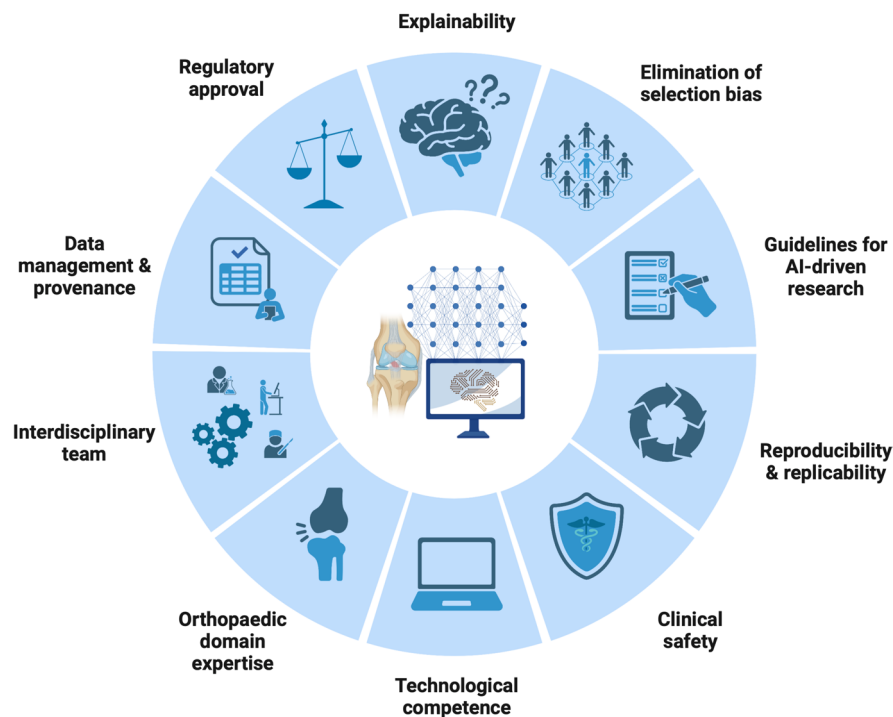 Explainability
Elimination of
selection bias
Guidelines for
AI-driven
research
Reproducibility
& replicability
Clinical
safety
Technological
competence
Orthopaedic
domain
expertise
Interdisciplinary
team
Data
management &
provenance
Regulatory
approval